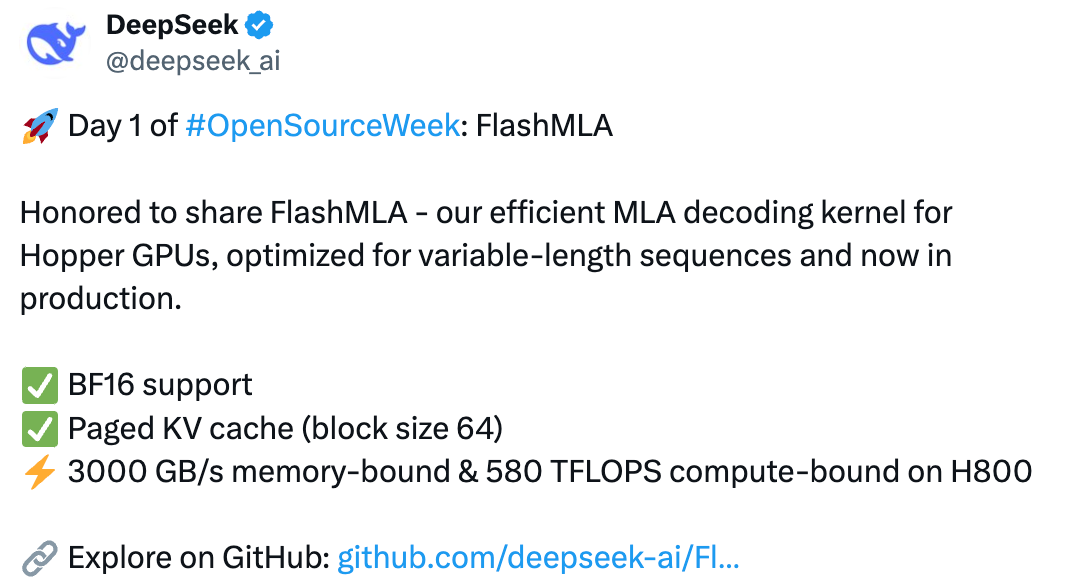 DeepSeek
@deepseek_ai
🚀 Day 1 of #OpenSourceWeek: FlashMLA
Honored to share FlashMLA - our efficient MLA decoding kernel for
Hopper GPUs, optimized for variable-length sequences and now in
production.
✅ BF16 support
✅ Paged KV cache (block size 64)
⚡ 3000 GB/s memory-bound & 580 TFLOPS compute-bound on H800
🔗 Explore on GitHub: github.com/deepseek-ai/Fl...